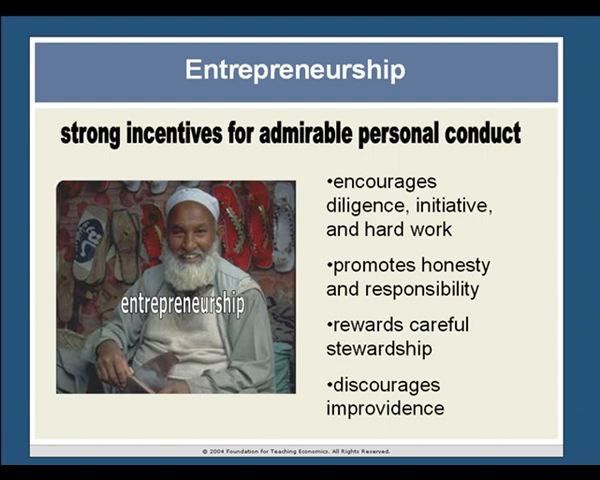 Entrepreneurship
strong incentives for admirable personal conduct
entrepreneurship
•encourages
diligence, initiative,
and hard work
•promotes honesty
and responsibility
•rewards careful
stewardship
•discourages
improvidence
© 2004 Foundation for Teaching Economics. All Rights Reserved.